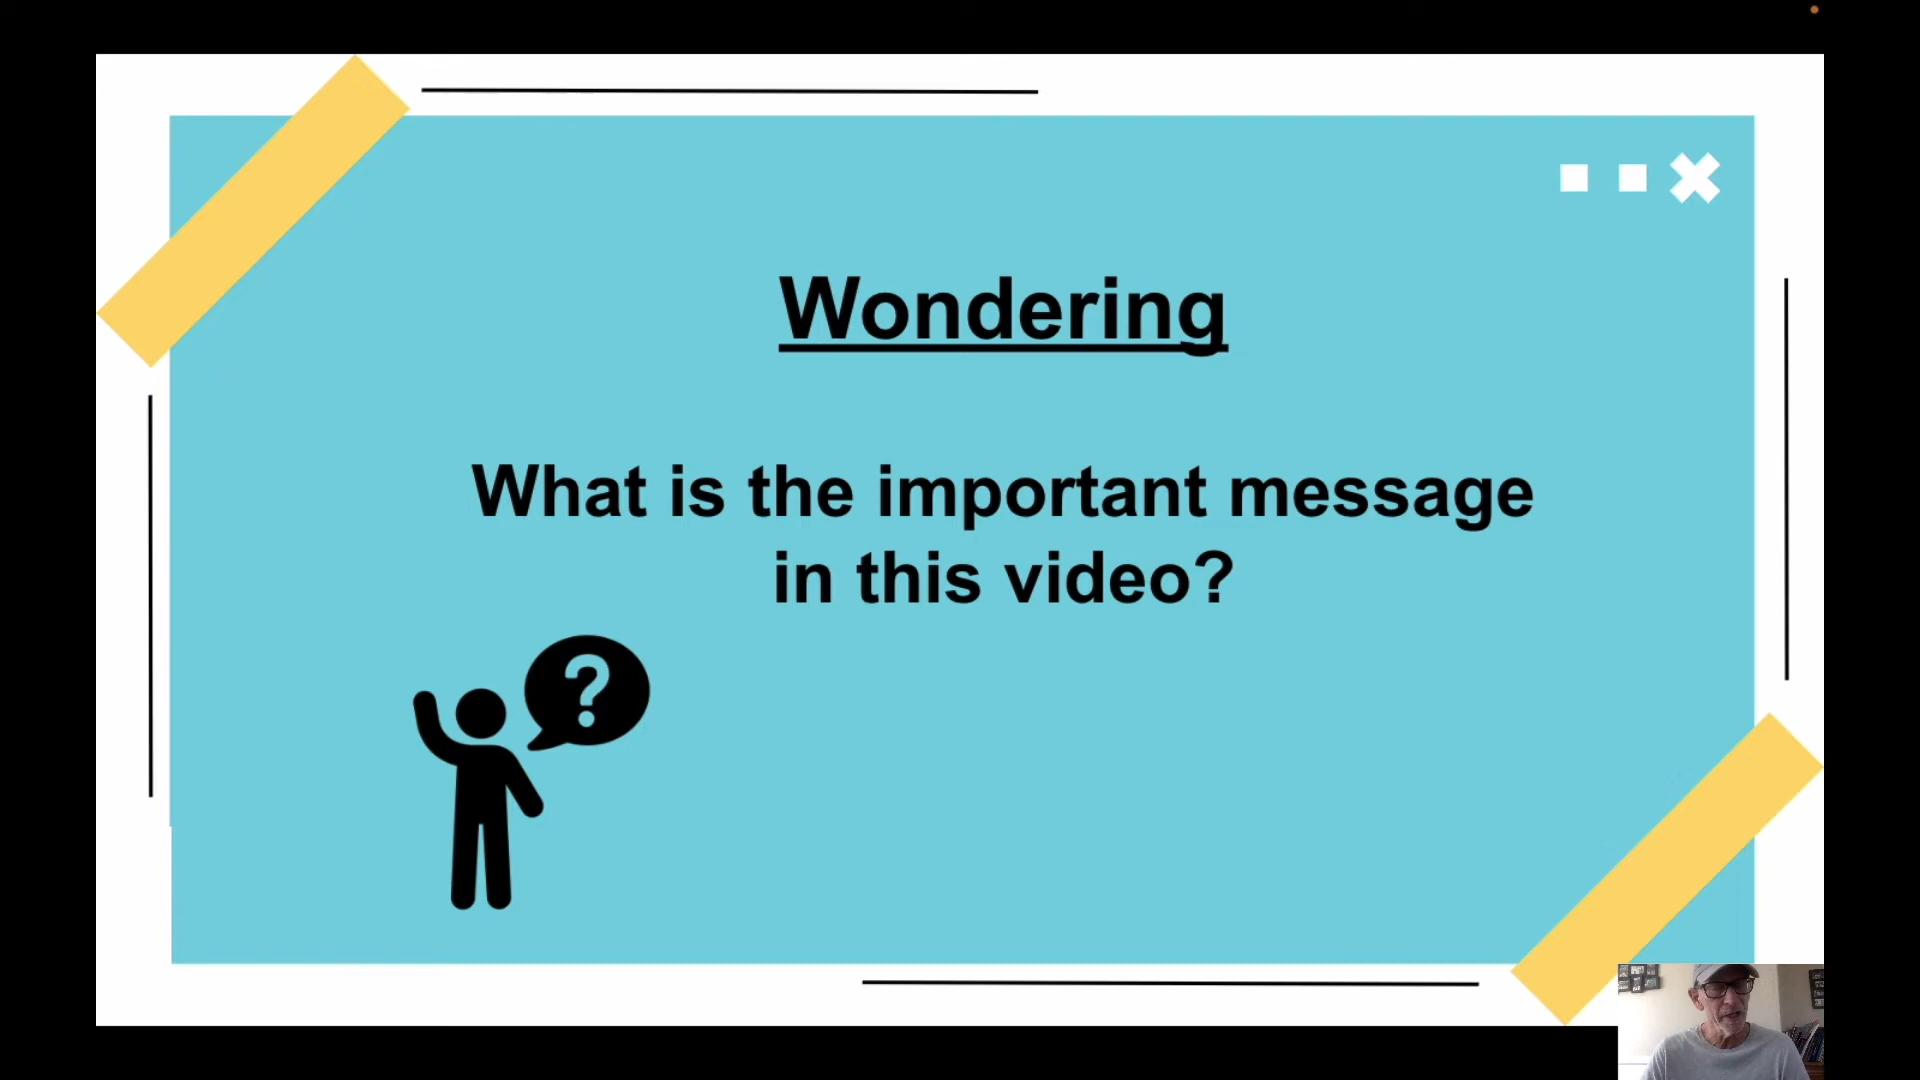 Wondering
What is the important message
in this video?
?